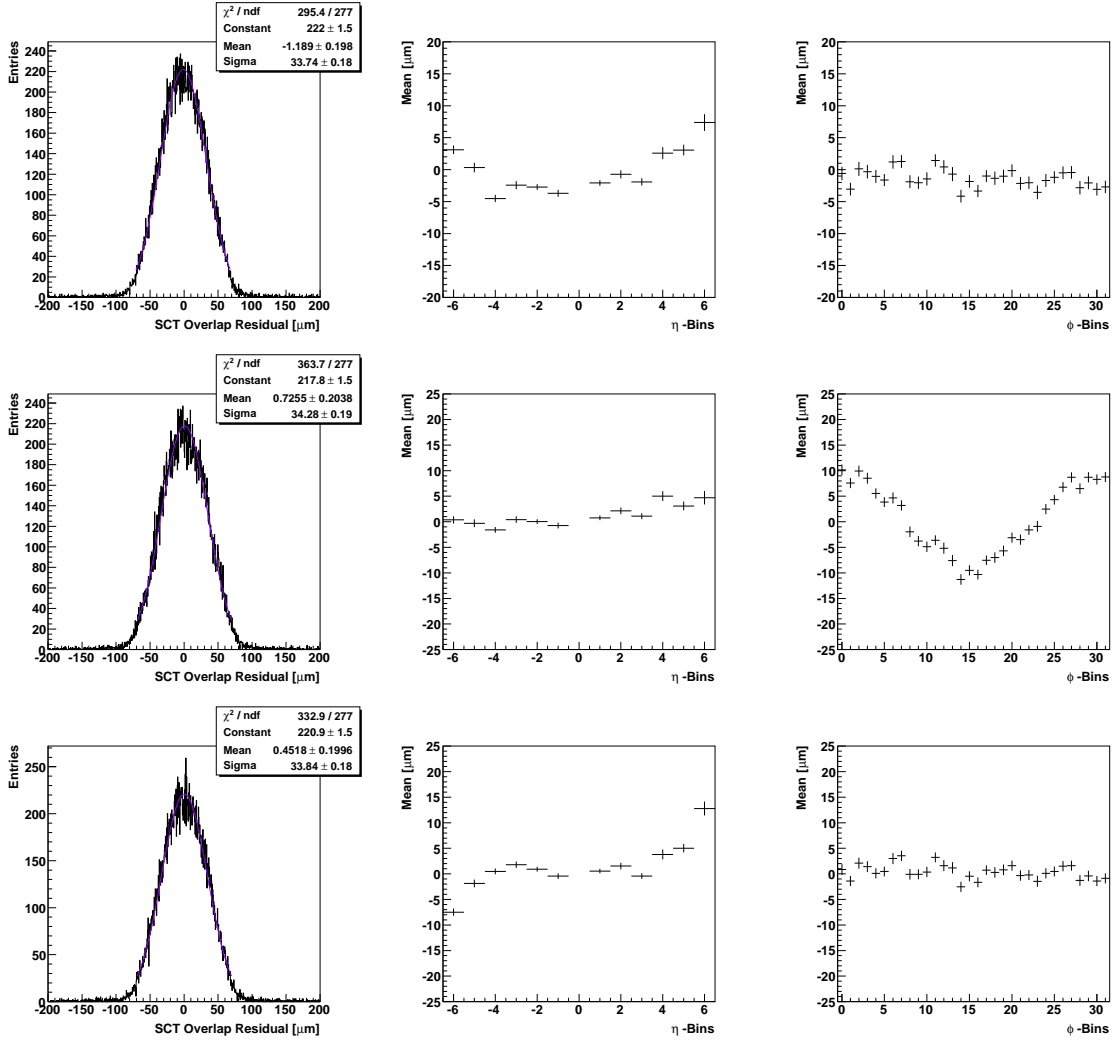 χ² / ndf 295.4 / 277
Constant 222 ± 1.5
Mean -1.189 ± 0.198
Sigma 33.74 ± 0.18
Entries
240
220
200
180
160
140
120
100
80
60
40
20
0
-200 -150 -100 -50 0 50 100 150 200
SCT Overlap Residual [μm]
Mean [μm]
20
15
10
5
0
-5
-10
-15
-20
-6 -4 -2 0 2 4 6
η -Bins
Mean [μm]
20
15
10
5
0
-5
-10
-15
-20
0 5 10 15 20 25 30
φ -Bins
χ² / ndf 363.7 / 277
Constant 217.8 ± 1.5
Mean 0.7255 ± 0.2038
Sigma 34.28 ± 0.19
Entries
240
220
200
180
160
140
120
100
80
60
40
20
0
-200 -150 -100 -50 0 50 100 150 200
SCT Overlap Residual [μm]
Mean [μm]
25
20
15
10
5
0
-5
-10
-15
-20
-25
-6 -4 -2 0 2 4 6
η -Bins
Mean [μm]
25
20
15
10
5
0
-5
-10
-15
-20
-25
0 5 10 15 20 25 30
φ -Bins
χ² / ndf 332.9 / 277
Constant 220.9 ± 1.5
Mean 0.4518 ± 0.1996
Sigma 33.84 ± 0.18
Entries
250
200
150
100
50
0
-200 -150 -100 -50 0 50 100 150 200
SCT Overlap Residual [μm]
Mean [μm]
25
20
15
10
5
0
-5
-10
-15
-20
-25
-6 -4 -2 0 2 4 6
η -Bins
Mean [μm]
25
20
15
10
5
0
-5
-10
-15
-20
-25
0 5 10 15 20 25 30
φ -Bins